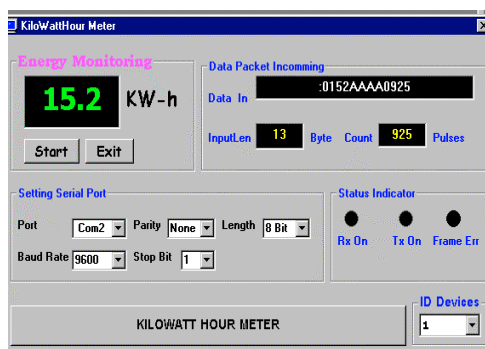 KiloWattHour Meter
Energy Monitoring
15.2 KW-h
Start Exit
Data Packet Incomming
Data In :0152AAAA0925
InputLen 13 Byte Count 925 Pulses
Setting Serial Port
Port Com2 Parity None Length 8 Bit
Baud Rate 9600 Stop Bit 1
Status Indicator
Rx On Tx On Frame Err
KILOWATT HOUR METER
ID Devices
1